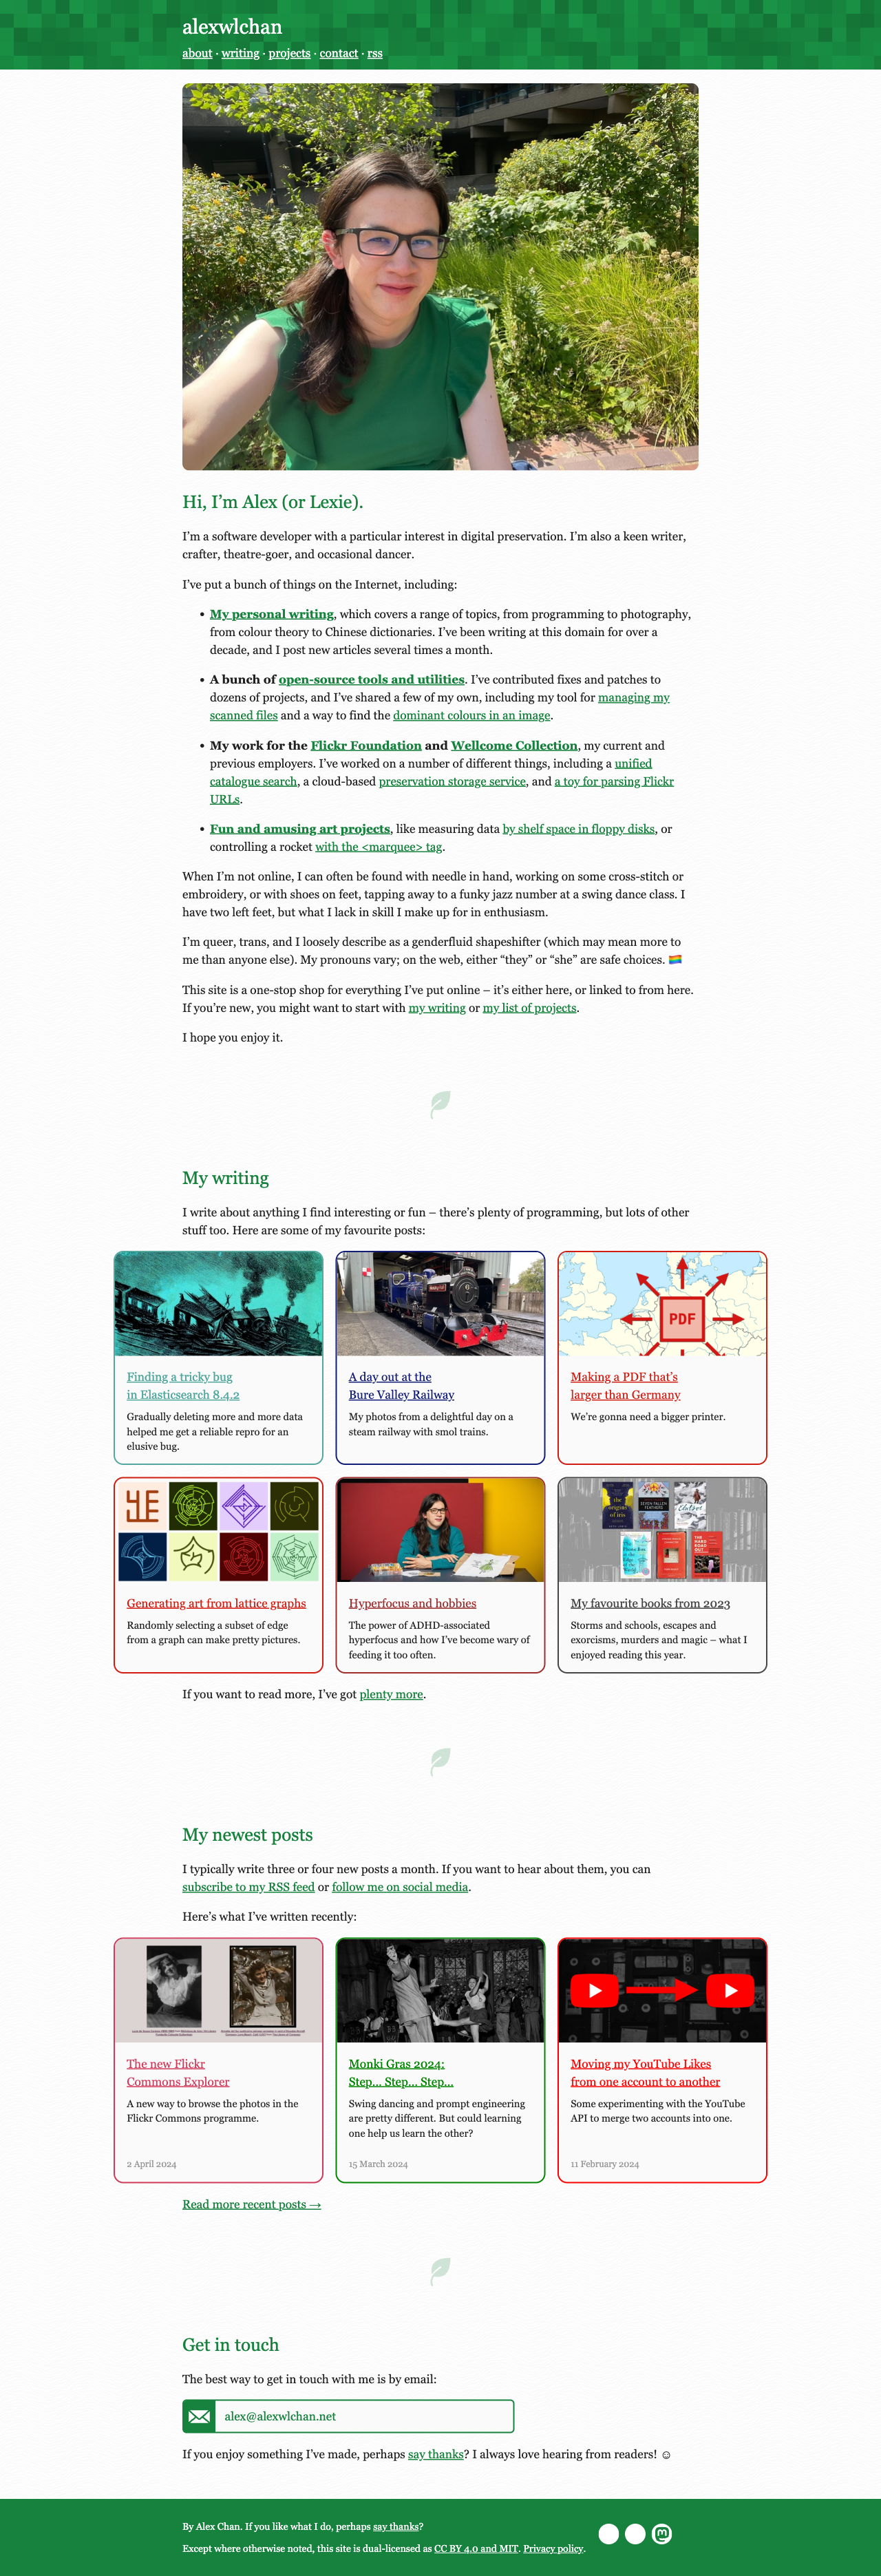 alexwlchan
about · writing · projects · contact · rss
Hi, I’m Alex (or Lexie).
I’m a software developer with a particular interest in digital preservation. I’m also a keen writer,
crafter, theatre-goer, and occasional dancer.
I’ve put a bunch of things on the Internet, including:
• My personal writing, which covers a range of topics, from programming to photography,
from colour theory to Chinese dictionaries. I’ve been writing at this domain for over a
decade, and I post new articles several times a month.
• A bunch of open-source tools and utilities. I’ve contributed fixes and patches to
dozens of projects, and I’ve shared a few of my own, including my tool for managing my
scanned files and a way to find the dominant colours in an image.
• My work for the Flickr Foundation and Wellcome Collection, my current and
previous employers. I’ve worked on a number of different things, including a unified
catalogue search, a cloud-based preservation storage service, and a toy for parsing Flickr
URLs.
• Fun and amusing art projects, like measuring data by shelf space in floppy disks, or
controlling a rocket with the <marquee> tag.
When I’m not online, I can often be found with needle in hand, working on some cross-stitch or
embroidery, or with shoes on feet, tapping away to a funky jazz number at a swing dance class. I
have two left feet, but what I lack in skill I make up for in enthusiasm.
I’m queer, trans, and I loosely describe as a genderfluid shapeshifter (which may mean more to
me than anyone else). My pronouns vary; on the web, either “they” or “she” are safe choices. 🏳️‍🌈
This site is a one-stop shop for everything I’ve put online – it’s either here, or linked to from here.
If you’re new, you might want to start with my writing or my list of projects.
I hope you enjoy it.
My writing
I write about anything I find interesting or fun – there’s plenty of programming, but lots of other
stuff too. Here are some of my favourite posts:
Finding a tricky bug
in Elasticsearch 8.4.2
Gradually deleting more and more data
helped me get a reliable repro for an
elusive bug.
6
A day out at the
Bure Valley Railway
My photos from a delightful day on a
steam railway with smol trains.
PDF
Making a PDF that’s
larger than Germany
We’re gonna need a bigger printer.
Generating art from lattice graphs
Randomly selecting a subset of edge
from a graph can make pretty pictures.
Hyperfocus and hobbies
The power of ADHD-associated
hyperfocus and how I’ve become wary of
feeding it too often.
the origins of iris
SEVEN FALLEN FEATHERS
THE HARD ROAD OUT
My favourite books from 2023
Storms and schools, escapes and
exorcisms, murders and magic – what I
enjoyed reading this year.
If you want to read more, I’ve got plenty more.
My newest posts
I typically write three or four new posts a month. If you want to hear about them, you can
subscribe to my RSS feed or follow me on social media.
Here’s what I’ve written recently:
The new Flickr
Commons Explorer
A new way to browse the photos in the
Flickr Commons programme.
2 April 2024
Monki Gras 2024:
Step… Step… Step…
Swing dancing and prompt engineering
are pretty different. But could learning
one help us learn the other?
15 March 2024
Moving my YouTube Likes
from one account to another
Some experimenting with the YouTube
API to merge two accounts into one.
11 February 2024
Read more recent posts →
Get in touch
The best way to get in touch with me is by email:
alex@alexwlchan.net
If you enjoy something I’ve made, perhaps say thanks? I always love hearing from readers! ☺
By Alex Chan. If you like what I do, perhaps say thanks?
Except where otherwise noted, this site is dual-licensed as CC BY 4.0 and MIT. Privacy policy.